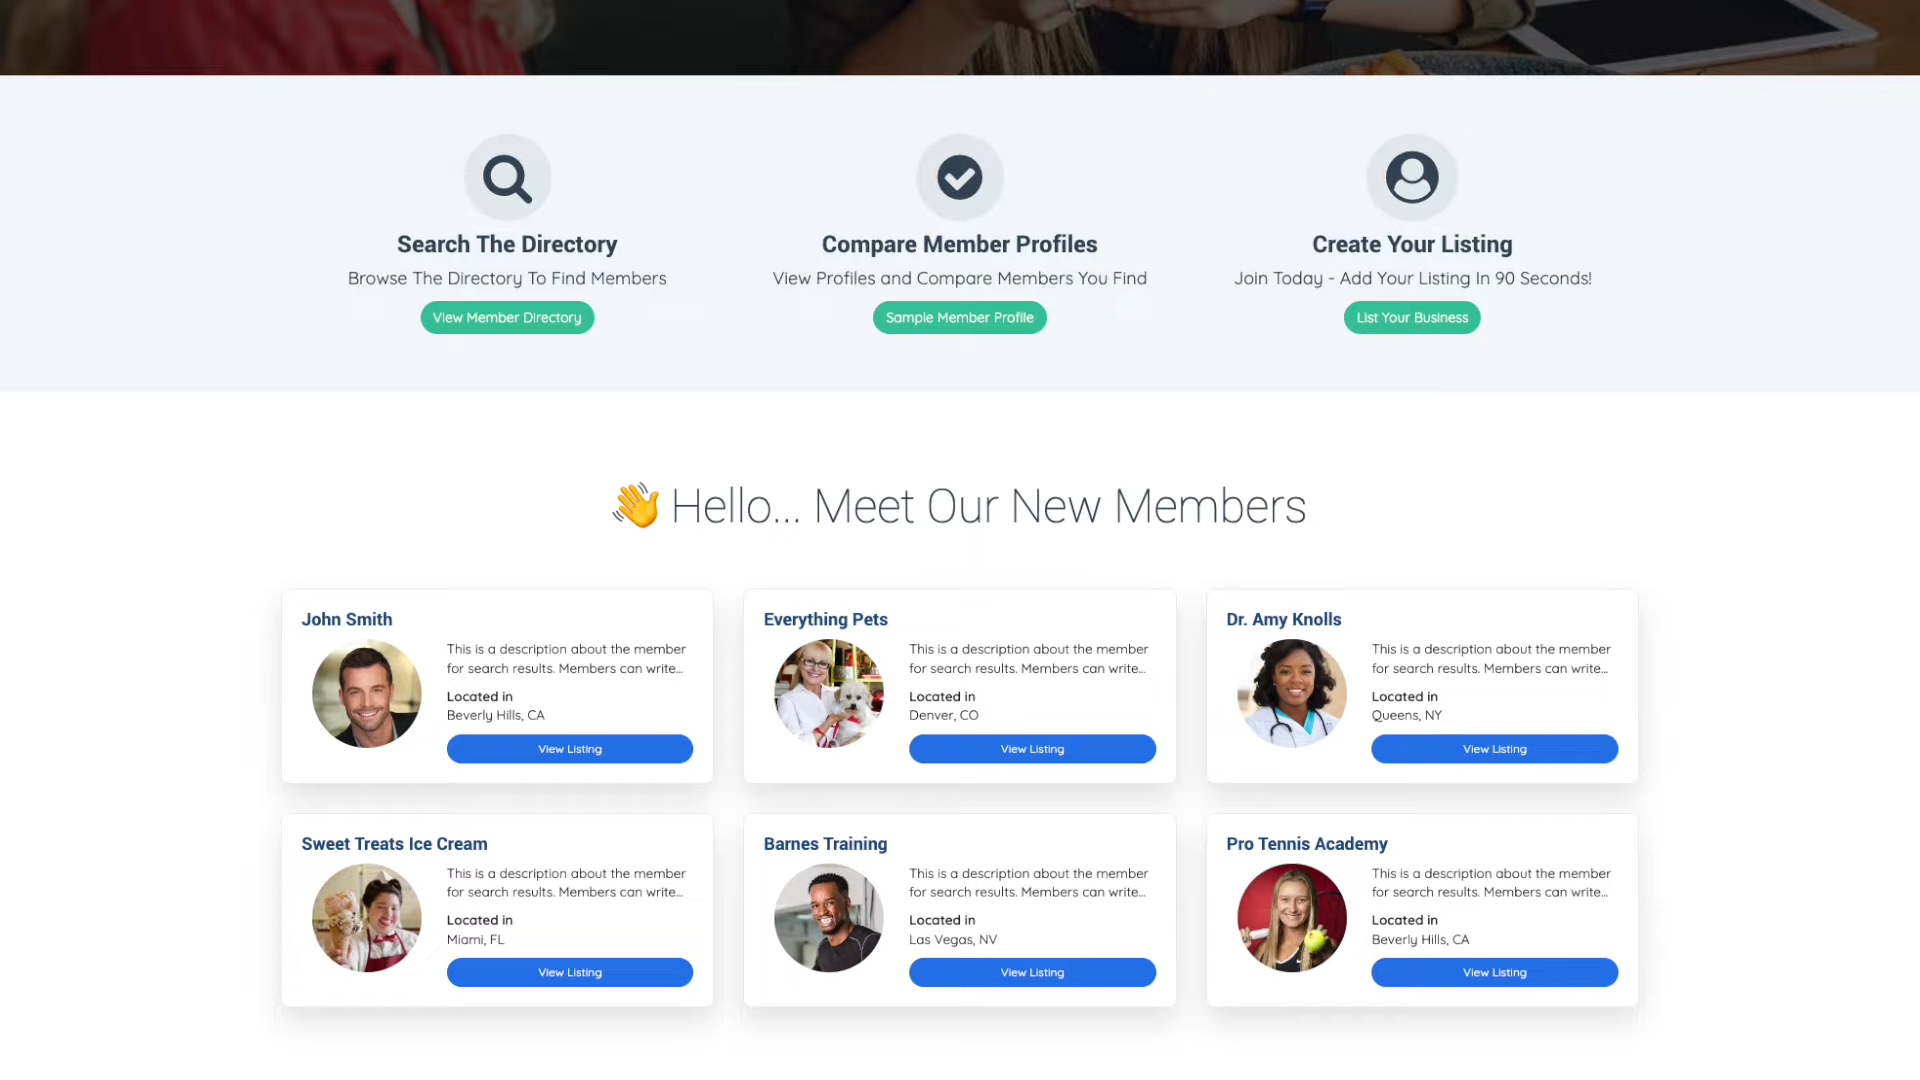 Search The Directory
Browse The Directory To Find Members
View Member Directory
Compare Member Profiles
View Profiles and Compare Members You Find
Sample Member Profile
Create Your Listing
Join Today - Add Your Listing In 90 Seconds!
List Your Business
👋 Hello... Meet Our New Members
John Smith
This is a description about the member
for search results. Members can write...
Located in
Beverly Hills, CA
View Listing
Everything Pets
This is a description about the member
for search results. Members can write...
Located in
Denver, CO
View Listing
Dr. Amy Knolls
This is a description about the member
for search results. Members can write...
Located in
Queens, NY
View Listing
Sweet Treats Ice Cream
This is a description about the member
for search results. Members can write...
Located in
Miami, FL
View Listing
Barnes Training
This is a description about the member
for search results. Members can write...
Located in
Las Vegas, NV
View Listing
Pro Tennis Academy
This is a description about the member
for search results. Members can write...
Located in
Beverly Hills, CA
View Listing